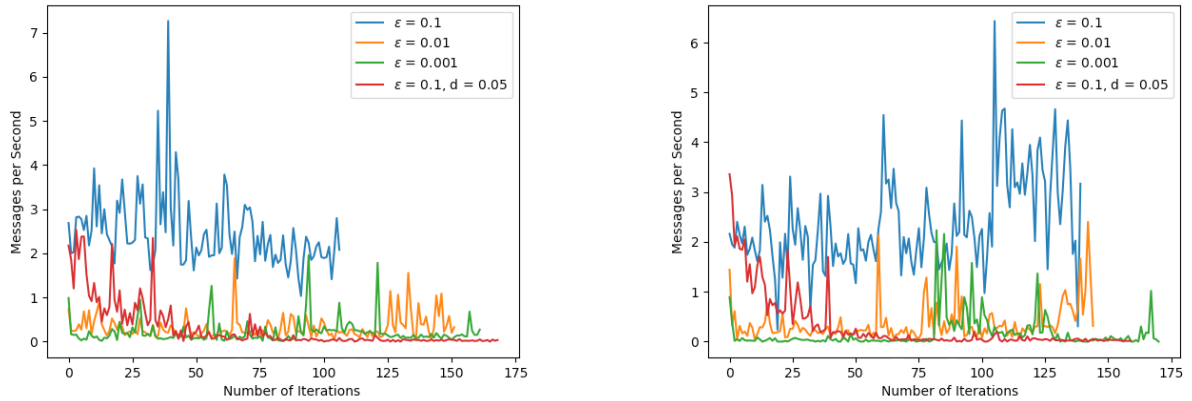 7
6
5
4
3
2
1
0
Messages per Second
0
25
50
75
100
125
150
175
Number of Iterations
ε = 0.1
ε = 0.01
ε = 0.001
ε = 0.1, d = 0.05
6
5
4
3
2
1
0
Messages per Second
0
25
50
75
100
125
150
175
Number of Iterations
ε = 0.1
ε = 0.01
ε = 0.001
ε = 0.1, d = 0.05